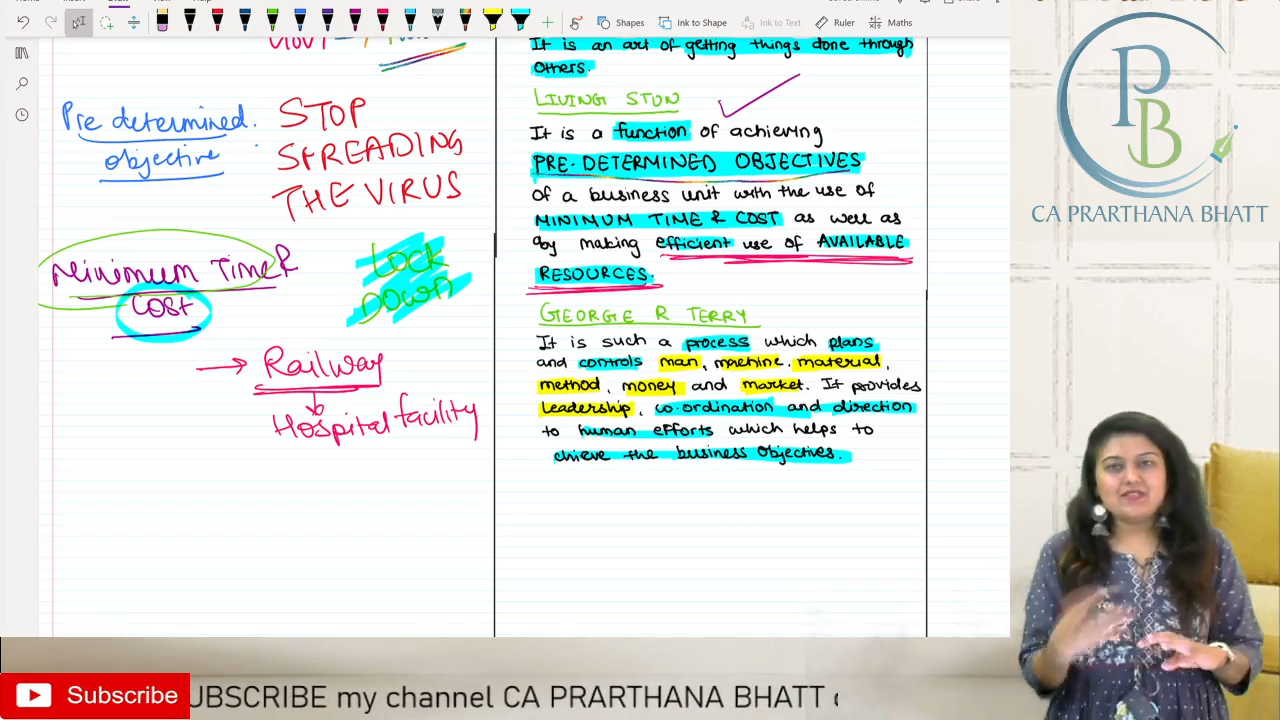 Shapes
Ink to Shape
Ink to Text
Ruler
Maths
Pre determined
objective
STOP
SPREADING
THE VIRUS
Minimum Time &
COST
LOCK
DOWN
→ Railway
Hospital facility
It is an art of getting things done through
others.
LIVING STON
It is a function of achieving
PRE-DETERMINED OBJECTIVES
of a business unit with the use of
MINIMUM TIME & COST as well as
by making efficient use of AVAILABLE
RESOURCES.
GEORGE R TERRY
It is such a process which plans
and controls man, machine, material,
method, money and market. It provides
leadership, co-ordination and direction
to human efforts which helps to
chieve the business objectives.
PB
CA PRARTHANA BHATT
Subscribe
UBSCRIBE my channel CA PRARTHANA BHATT